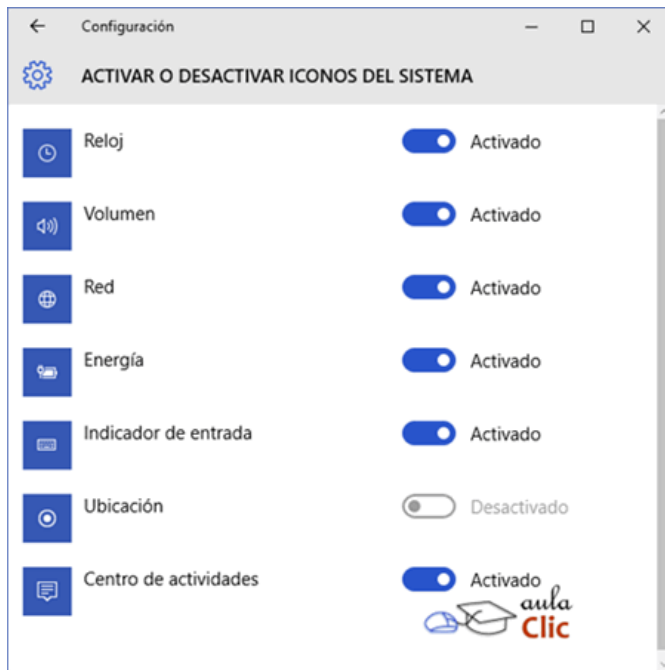 Configuración
ACTIVAR O DESACTIVAR ICONOS DEL SISTEMA
Reloj Activado
Volumen Activado
Red Activado
Energía Activado
Indicador de entrada Activado
Ubicación Desactivado
Centro de actividades Activado
aula
Clic